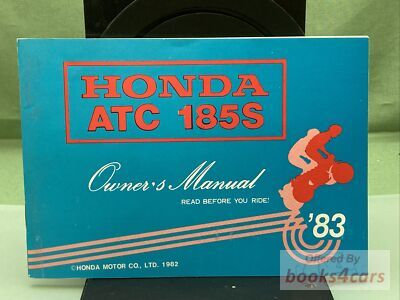 HONDA
ATC 185S
Owner's Manual
READ BEFORE YOU RIDE!
'83
©HONDA MOTOR CO., LTD. 1982
Offered By
books4cars